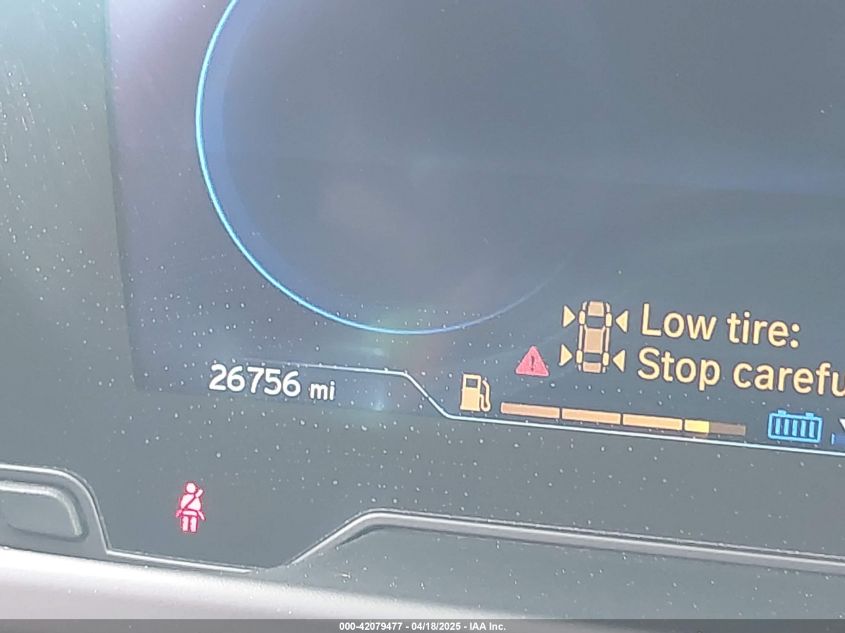 Low tire:
Stop carefu
26756 mi
000-42079477 - 04/18/2025 - IAA Inc.